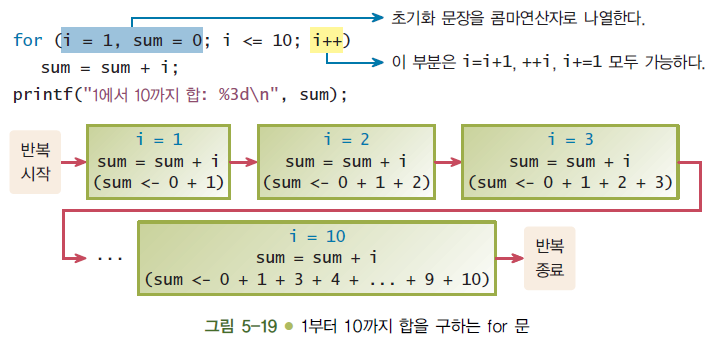 초기화 문장을 콤마연산자로 나열한다.
for (i = 1, sum = 0; i <= 10; i++)
이 부분은 i=i+1, ++i, i+=1 모두 가능하다.
sum = sum + i;
printf("1에서 10까지 합: %3d\n", sum);
반복
시작
i = 1
sum = sum + i
(sum <- 0 + 1)
i = 2
sum = sum + i
(sum <- 0 + 1 + 2)
i = 3
sum = sum + i
(sum <- 0 + 1 + 2 + 3)
...
i = 10
sum = sum + i
(sum <- 0 + 1 + 3 + 4 + ... + 9 + 10)
반복
종료
그림 5-19 ● 1부터 10까지 합을 구하는 for 문